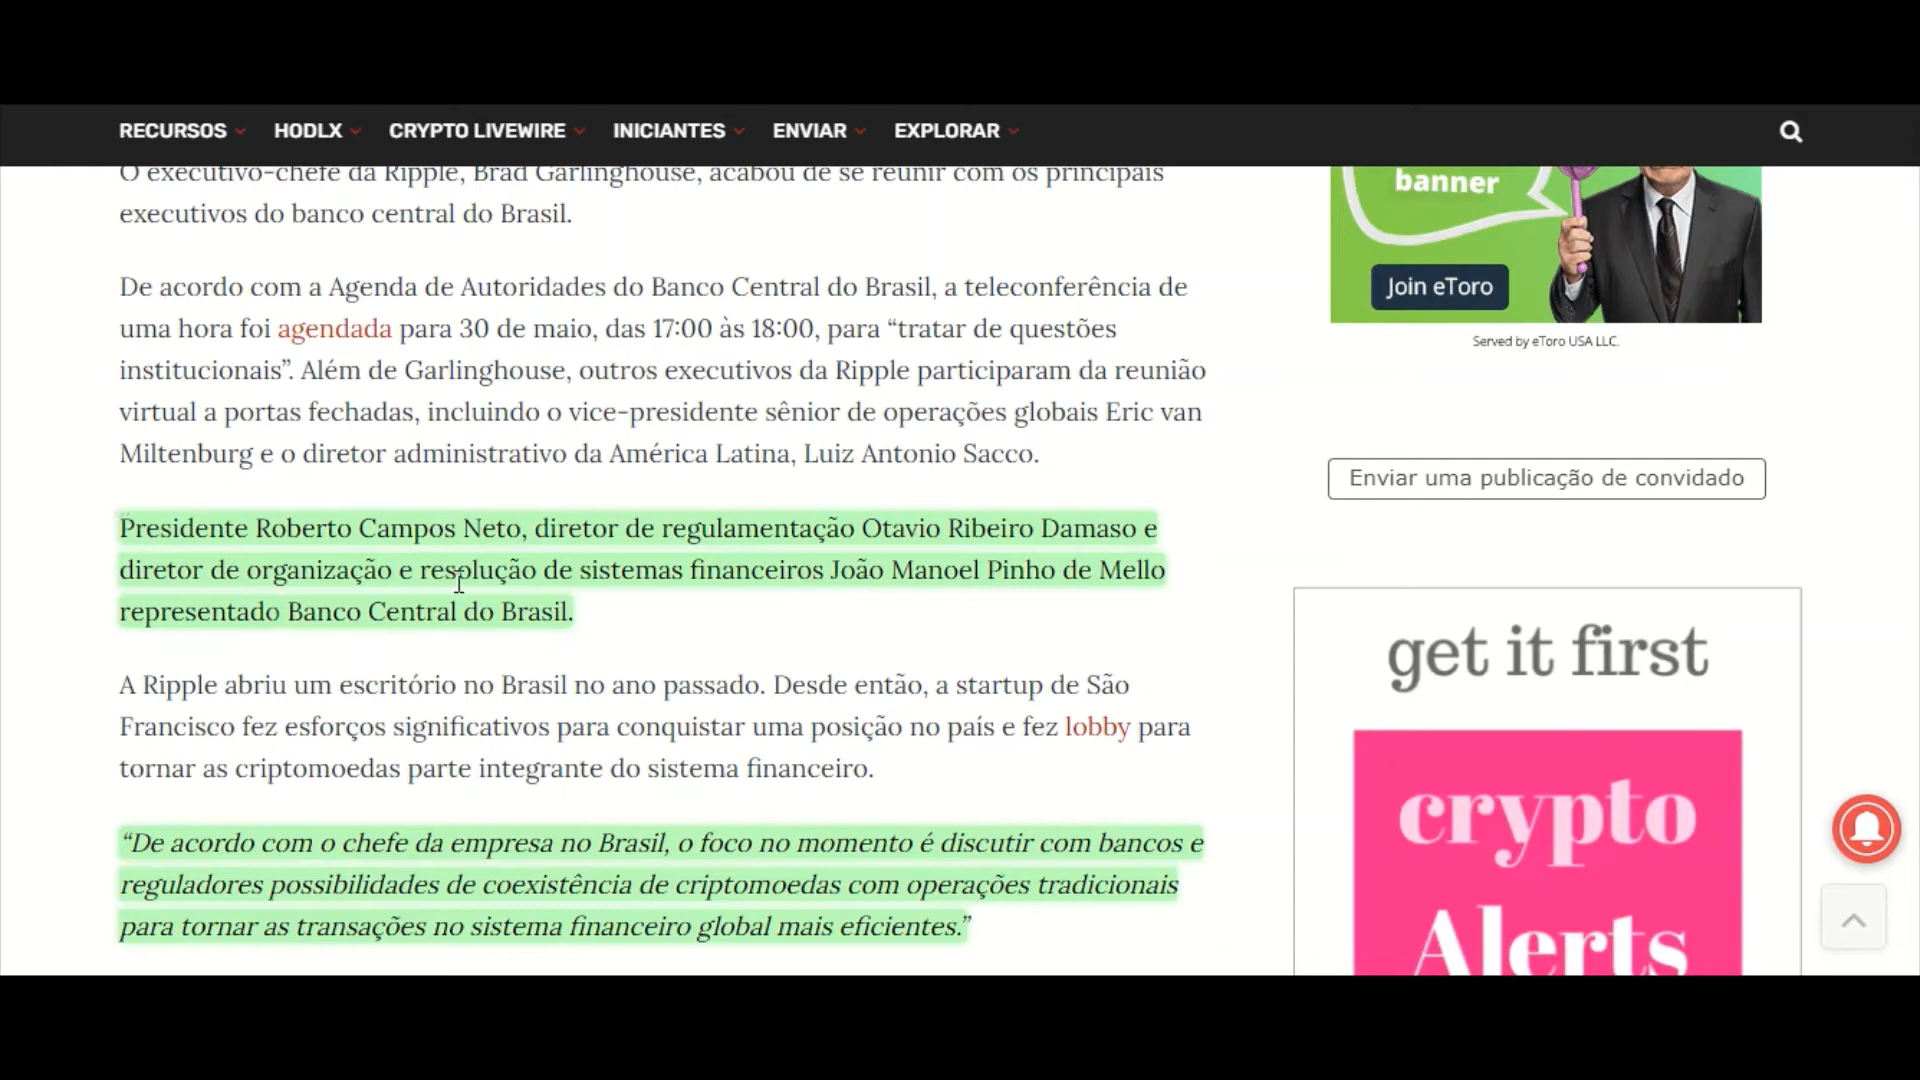 RECURSOS HODLX CRYPTO LIVEWIRE INICIANTES ENVIAR EXPLORAR
O executivo-chefe da Ripple, Brad Garlinghouse, acabou de se reunir com os principais
executivos do banco central do Brasil.
De acordo com a Agenda de Autoridades do Banco Central do Brasil, a teleconferência de
uma hora foi agendada para 30 de maio, das 17:00 às 18:00, para “tratar de questões
institucionais”. Além de Garlinghouse, outros executivos da Ripple participaram da reunião
virtual a portas fechadas, incluindo o vice-presidente sênior de operações globais Eric van
Miltenburg e o diretor administrativo da América Latina, Luiz Antonio Sacco.
Presidente Roberto Campos Neto, diretor de regulamentação Otavio Ribeiro Damaso e
diretor de organização e resolução de sistemas financeiros João Manoel Pinho de Mello
representado Banco Central do Brasil.
A Ripple abriu um escritório no Brasil no ano passado. Desde então, a startup de São
Francisco fez esforços significativos para conquistar uma posição no país e fez lobby para
tornar as criptomoedas parte integrante do sistema financeiro.
“De acordo com o chefe da empresa no Brasil, o foco no momento é discutir com bancos e
reguladores possibilidades de coexistência de criptomoedas com operações tradicionais
para tornar as transações no sistema financeiro global mais eficientes.”
banner
Join eToro
Served by eToro USA LLC.
Enviar uma publicação de convidado
get it first
crypto
Alerts